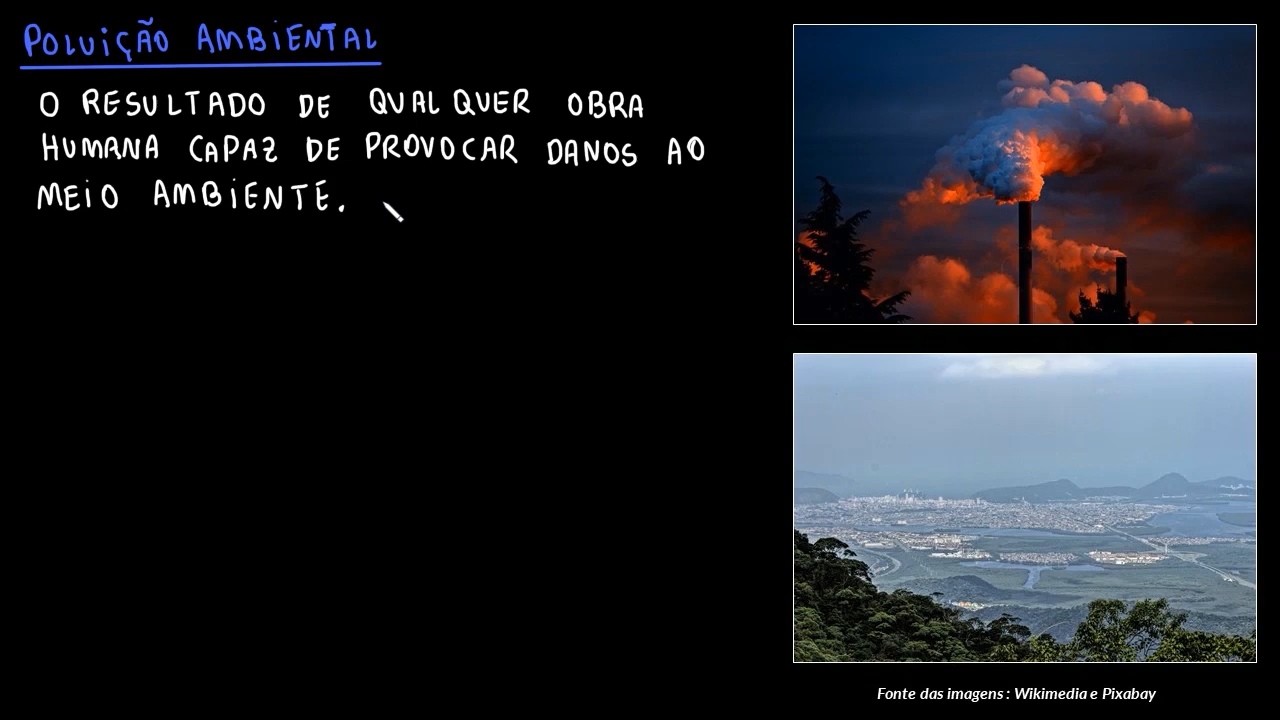 POLUIÇÃO AMBIENTAL
O RESULTADO DE QUALQUER OBRA
HUMANA CAPAZ DE PROVOCAR DANOS AO
MEIO AMBIENTE.
Fonte das imagens : Wikimedia e Pixabay